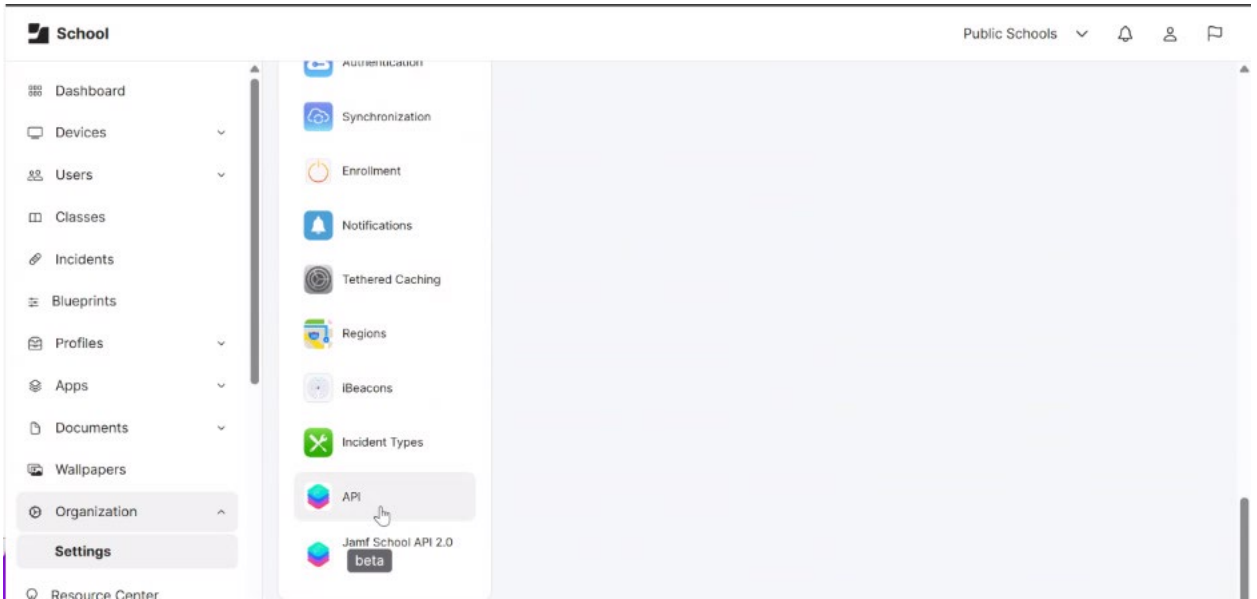 School
Public Schools
Dashboard
Devices
Users
Classes
Incidents
Blueprints
Profiles
Apps
Documents
Wallpapers
Organization
Settings
Resource Center
Authentication
Synchronization
Enrollment
Notifications
Tethered Caching
Regions
iBeacons
Incident Types
API
Jamf School API 2.0
beta